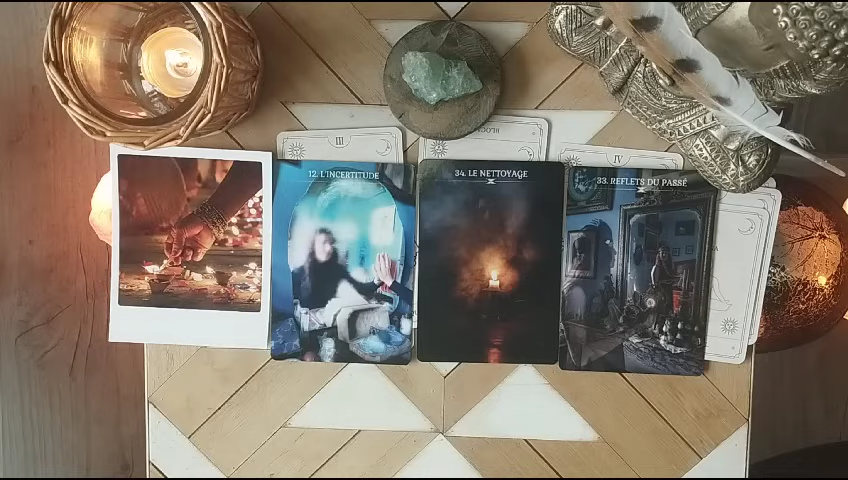 III
IV
12. L'INCERTITUDE
34. LE NETTOYAGE
33. REFLETS DU PASSÉ